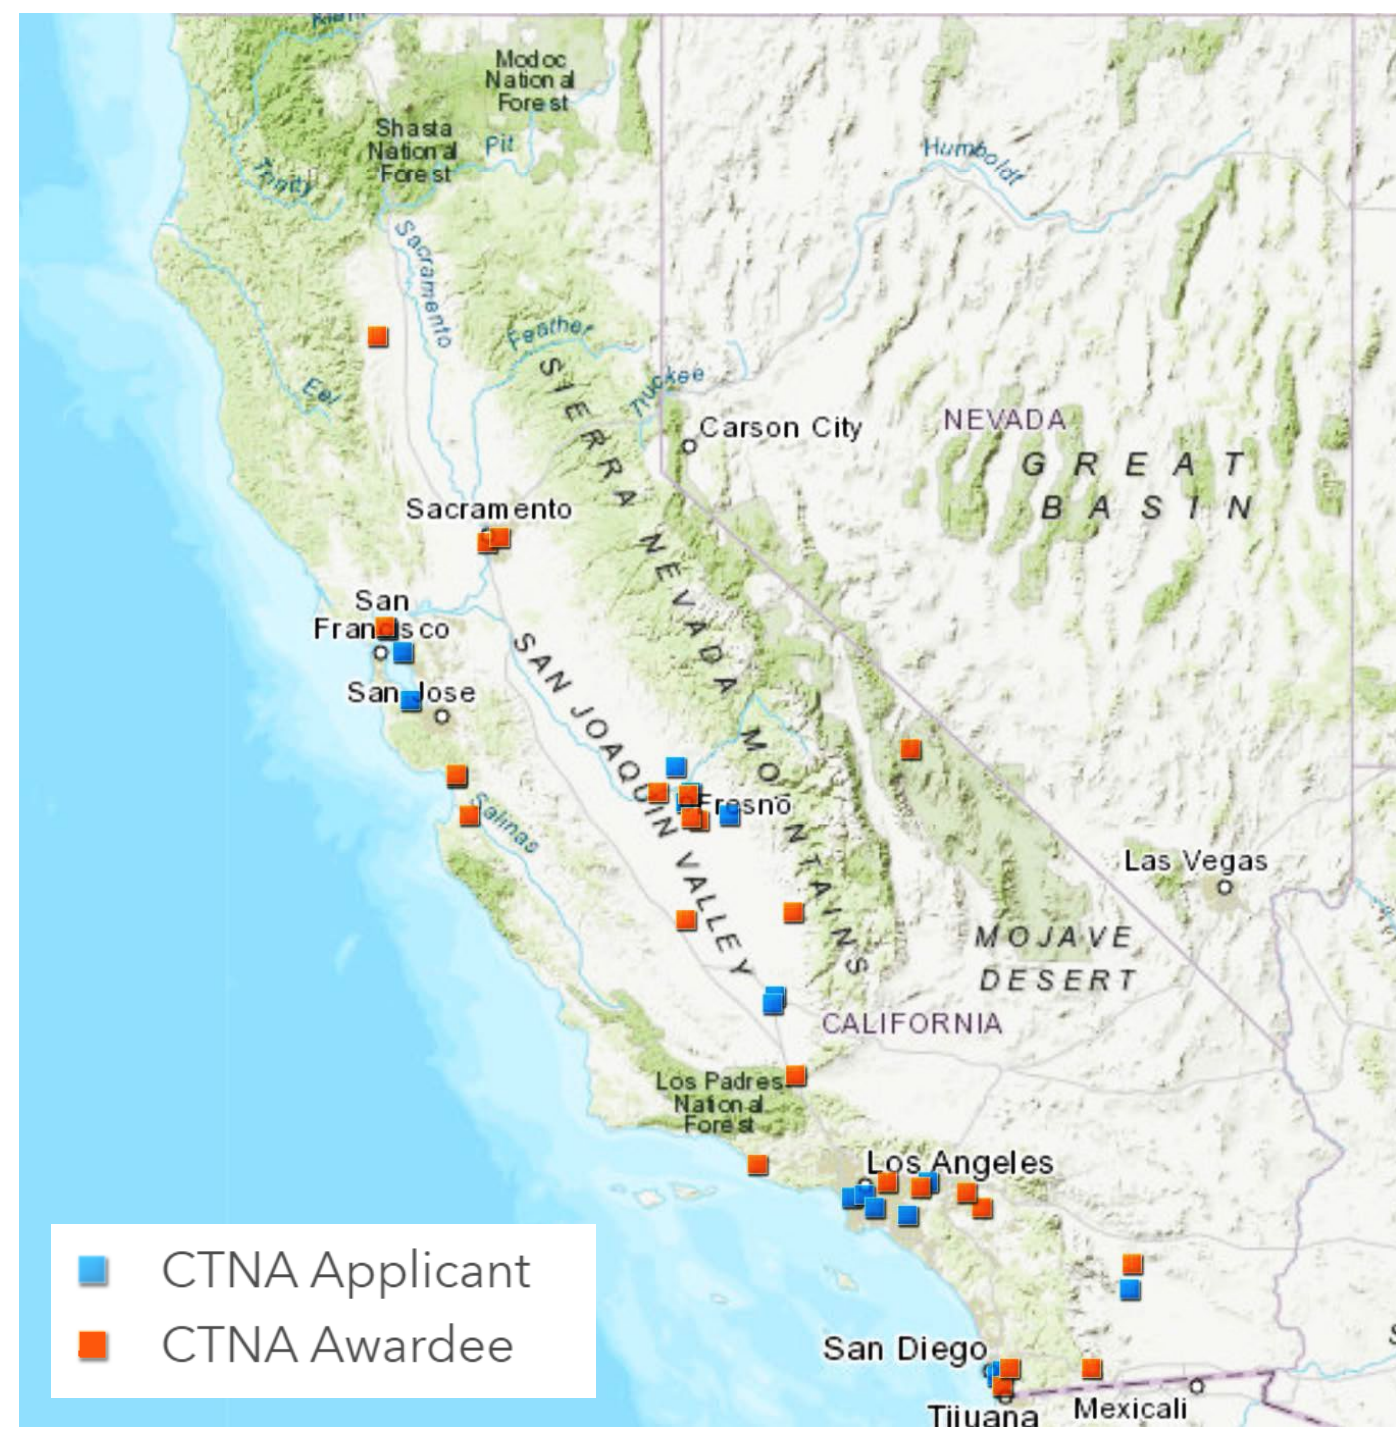 Modoc
National
Forest
Shasta
National
Forest
Pit
Trinity
Humboldt
Sacramento
Feather
Eel
Truckee
SIERRA NEVADA MOUNTAINS
Carson City
NEVADA
GREAT
BASIN
Sacramento
San
Francisco
San Jose
SAN JOAQUIN VALLEY
Fresno
Salinas
Las Vegas
MOJAVE
DESERT
CALIFORNIA
Los Padres
National
Forest
Los Angeles
San Diego
Tijuana
Mexicali
CTNA Applicant
CTNA Awardee